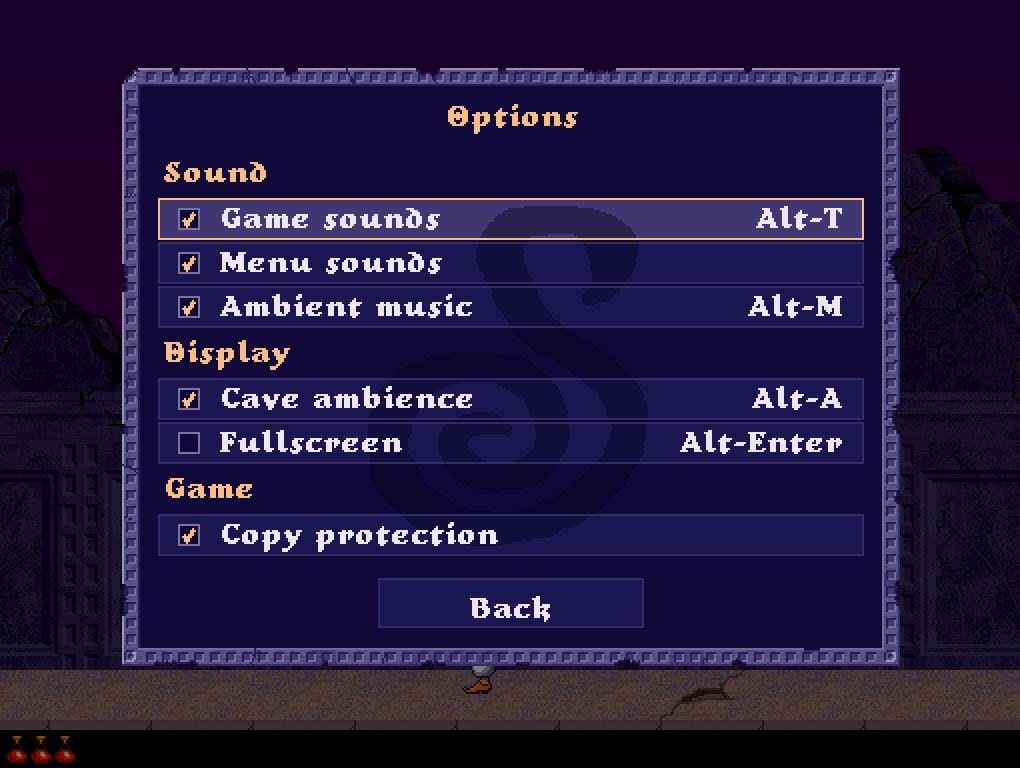 Options
Sound
Game sounds Alt-T
Menu sounds
Ambient music Alt-M
Display
Cave ambience Alt-A
Fullscreen Alt-Enter
Game
Copy protection
Back